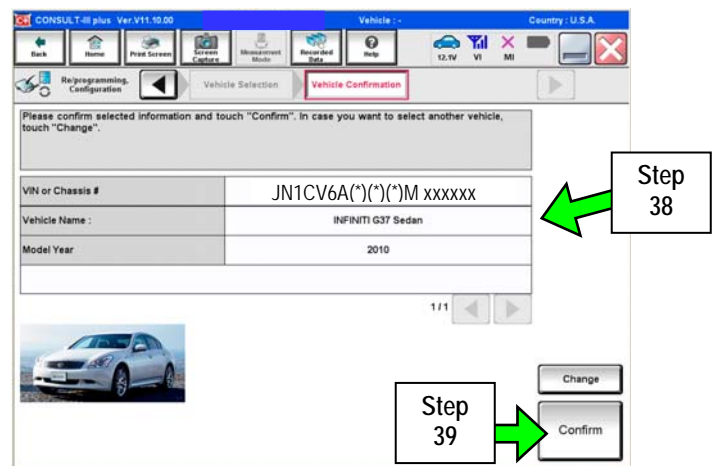 CONSULT-III plus Ver.V11.10.00 Vehicle : - Country : U.S.A.
Back Home Print Screen Screen Capture Measurement Mode Recorded Data Help 12.1V VI MI
Re/programming, Configuration Vehicle Selection Vehicle Confirmation
Please confirm selected information and touch "Confirm". In case you want to select another vehicle,
touch "Change".
VIN or Chassis # JN1CV6A(*)(*)(*)M xxxxxx
Vehicle Name : INFINITI G37 Sedan
Model Year 2010
1/1
Step
38
Change
Step
39
Confirm